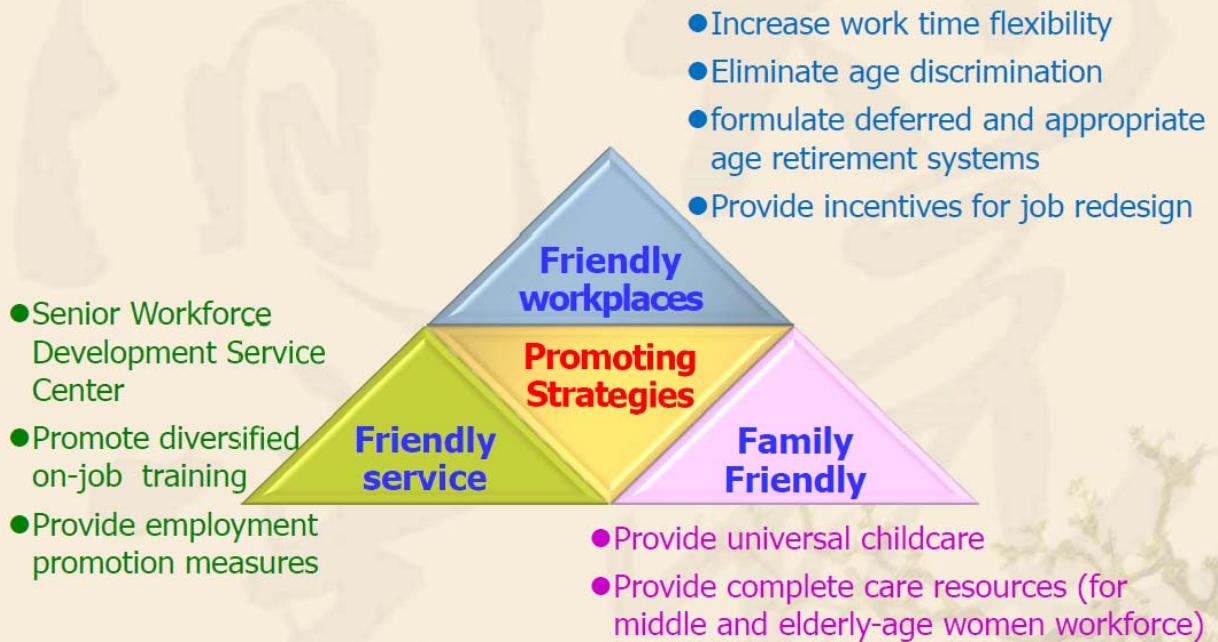 ●Increase work time flexibility
●Eliminate age discrimination
●formulate deferred and appropriate
age retirement systems
●Provide incentives for job redesign
Friendly
workplaces
●Senior Workforce
Development Service
Center
●Promote diversified
on-job training
●Provide employment
promotion measures
Promoting
Strategies
Friendly
service
Family
Friendly
●Provide universal childcare
●Provide complete care resources (for
middle and elderly-age women workforce)